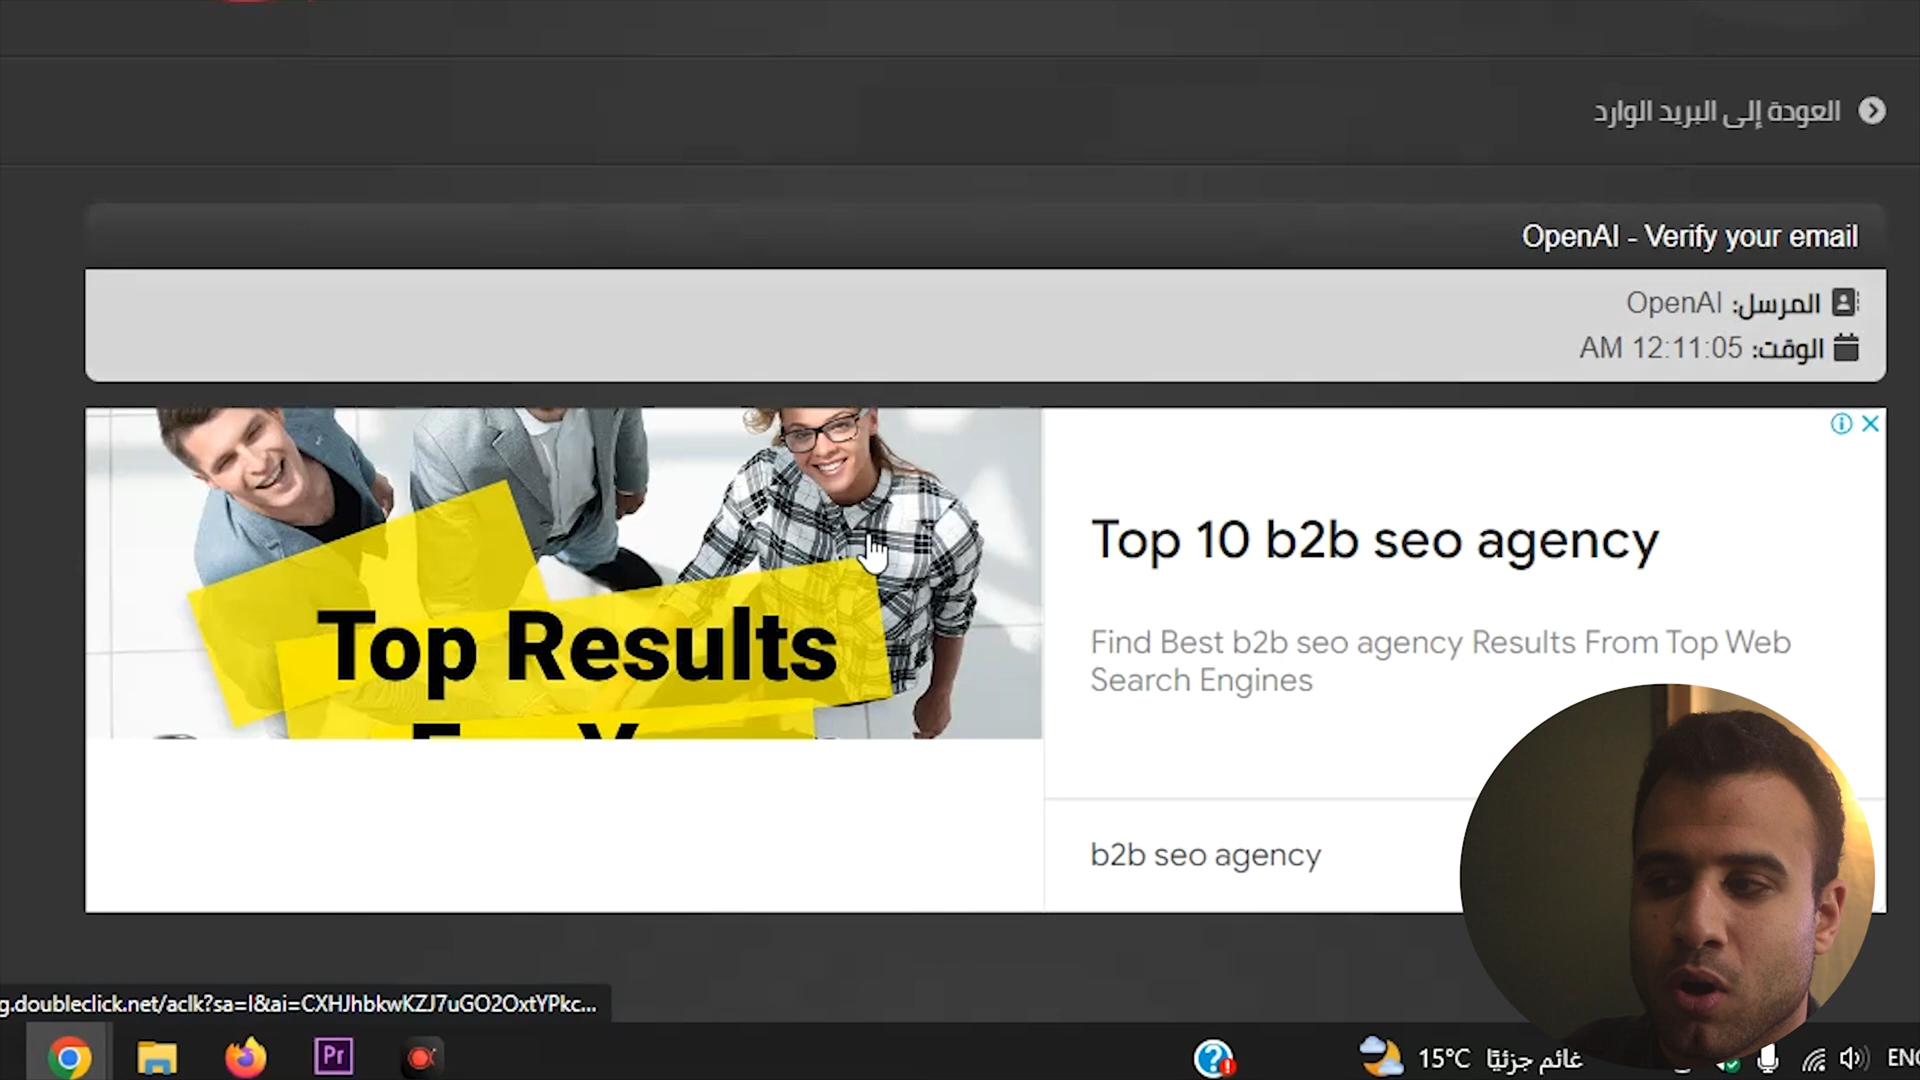 العودة إلى البريد الوارد
OpenAI - Verify your email
المرسل: OpenAI
الوقت: 12:11:05 AM
Top Results
Top 10 b2b seo agency
Find Best b2b seo agency Results From Top Web
Search Engines
b2b seo agency
g.doubleclick.net/aclk?sa=l&ai=CXHJhbkwKZJ7uGO2OxtYPkc...
Pr
15°C غائم جزئيًا
ENG